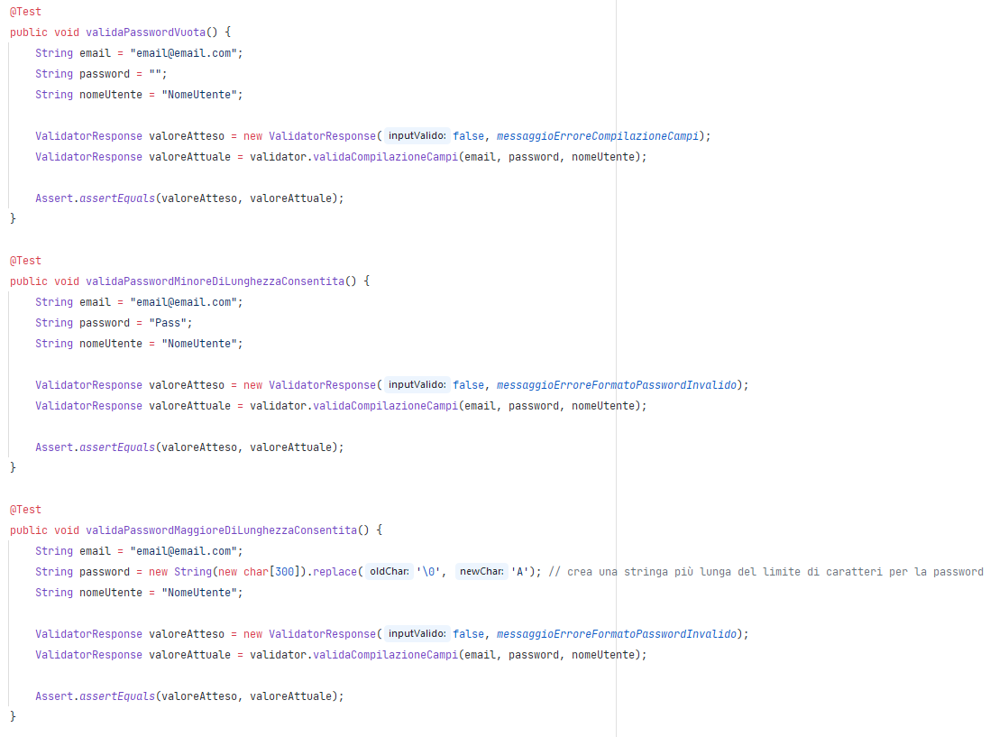 @Test
public void validaPasswordVuota() {
    String email = "email@email.com";
    String password = "";
    String nomeUtente = "NomeUtente";

    ValidatorResponse valoreAtteso = new ValidatorResponse( inputValido: false, messaggioErroreCompilazioneCampi);
    ValidatorResponse valoreAttuale = validator.validaCompilazioneCampi(email, password, nomeUtente);

    Assert.assertEquals(valoreAtteso, valoreAttuale);
}

@Test
public void validaPasswordMinoreDiLunghezzaConsentita() {
    String email = "email@email.com";
    String password = "Pass";
    String nomeUtente = "NomeUtente";

    ValidatorResponse valoreAtteso = new ValidatorResponse( inputValido: false, messaggioErroreFormatoPasswordInvalido);
    ValidatorResponse valoreAttuale = validator.validaCompilazioneCampi(email, password, nomeUtente);

    Assert.assertEquals(valoreAtteso, valoreAttuale);
}

@Test
public void validaPasswordMaggioreDiLunghezzaConsentita() {
    String email = "email@email.com";
    String password = new String(new char[300]).replace( oldChar: '\0', newChar: 'A'); // crea una stringa più lunga del limite di caratteri per la password
    String nomeUtente = "NomeUtente";

    ValidatorResponse valoreAtteso = new ValidatorResponse( inputValido: false, messaggioErroreFormatoPasswordInvalido);
    ValidatorResponse valoreAttuale = validator.validaCompilazioneCampi(email, password, nomeUtente);

    Assert.assertEquals(valoreAtteso, valoreAttuale);
}